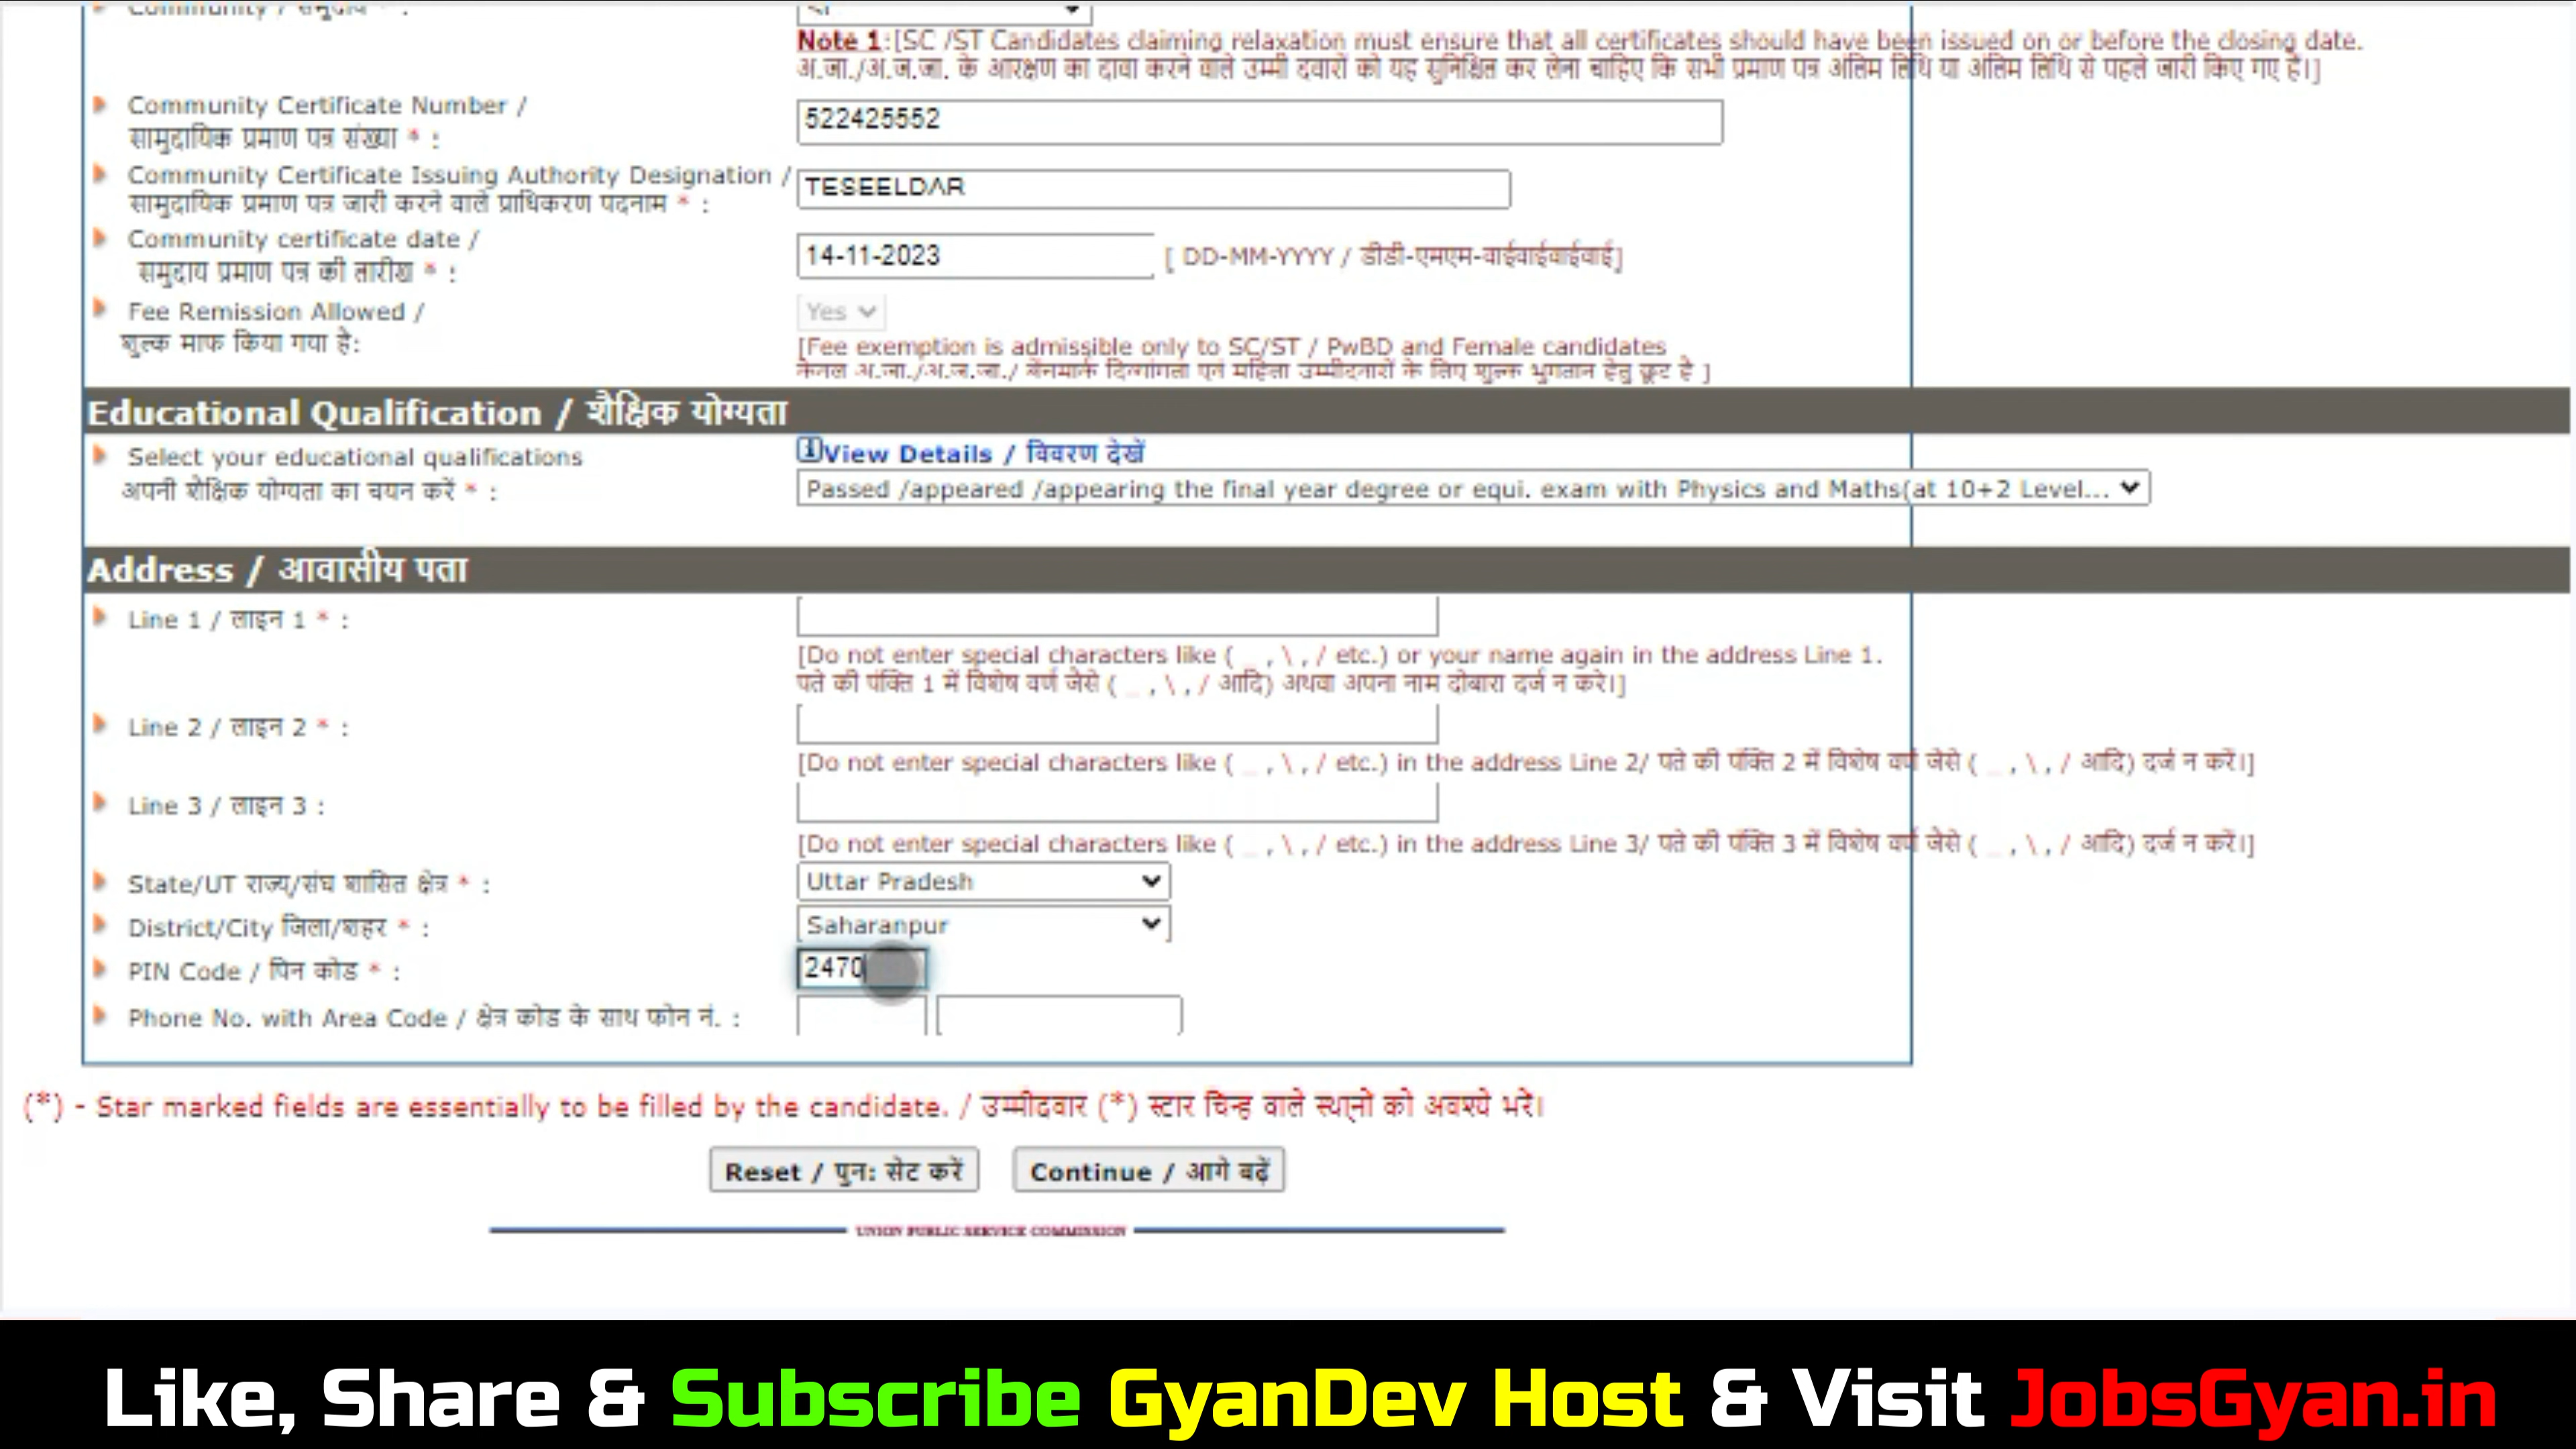 Community / समुदाय * :
Note 1:[SC /ST Candidates claiming relaxation must ensure that all certificates should have been issued on or before the closing date.
अ.जा./अ.ज.जा. के आरक्षण का दावा करने वाले उम्मी दवारों को यह सुनिश्चित कर लेना चाहिए कि सभी प्रमाण पत्र अंतिम तिथि या अंतिम तिथि से पहले जारी किए गए है।]
Community Certificate Number /
सामुदायिक प्रमाण पत्र संख्या * :
522425552
Community Certificate Issuing Authority Designation /
सामुदायिक प्रमाण पत्र जारी करने वाले प्राधिकरण पदनाम * :
TESEELDAR
Community certificate date /
समुदाय प्रमाण पत्र की तारीख * :
14-11-2023 [ DD-MM-YYYY / डीडी-एमएम-वाईवाईवाईवाई]
Fee Remission Allowed /
शुल्क माफ किया गया है:
Yes
[Fee exemption is admissible only to SC/ST / PwBD and Female candidates
केवल अ.जा./अ.ज.जा./ बेंचमार्क दिव्यांगता एवं महिला उम्मीदवारों के लिए शुल्क भुगतान हेतु छूट है ]
Educational Qualification / शैक्षिक योग्यता
Select your educational qualifications
अपनी शैक्षिक योग्यता का चयन करें * :
View Details / विवरण देखें
Passed /appeared /appearing the final year degree or equi. exam with Physics and Maths(at 10+2 Level...
Address / आवासीय पता
Line 1 / लाइन 1 * :
[Do not enter special characters like ( _ , \ , / etc.) or your name again in the address Line 1.
पते की पंक्ति 1 में विशेष वर्ण जैसे ( _ , \ , / आदि) अथवा अपना नाम दोबारा दर्ज न करे।]
Line 2 / लाइन 2 * :
[Do not enter special characters like ( _ , \ , / etc.) in the address Line 2/ पते की पंक्ति 2 में विशेष वर्ण जैसे ( _ , \ , / आदि) दर्ज न करें।]
Line 3 / लाइन 3 :
[Do not enter special characters like ( _ , \ , / etc.) in the address Line 3/ पते की पंक्ति 3 में विशेष वर्ण जैसे ( _ , \ , / आदि) दर्ज न करें।]
State/UT राज्य/संघ शासित क्षेत्र * : Uttar Pradesh
District/City जिला/शहर * : Saharanpur
PIN Code / पिन कोड * : 2470
Phone No. with Area Code / क्षेत्र कोड के साथ फोन नं. :
(*) - Star marked fields are essentially to be filled by the candidate. / उम्मीदवार (*) स्टार चिन्ह वाले स्थानो को अवश्ये भरे।
Reset / पुन: सेट करें Continue / आगे बढ़ें
UNION PUBLIC SERVICE COMMISSION
Like, Share & Subscribe GyanDev Host & Visit JobsGyan.in